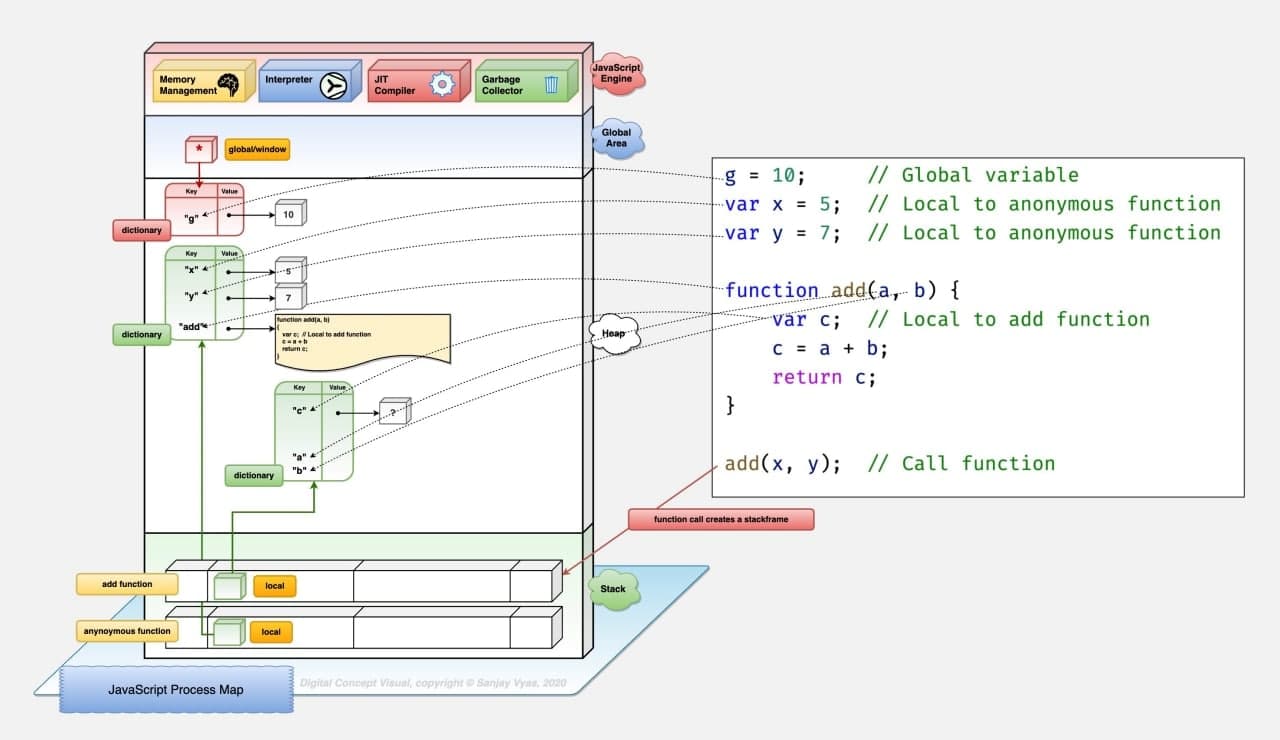 Memory
Management
Interpreter
JIT
Compiler
Garbage
Collector
JavaScript
Engine
*
global/window
Global
Area
Key Value
"g"
10
dictionary
Key Value
"x"
5
"y"
7
"add"
dictionary
function add(a, b)
{
var c; // Local to add function
c = a + b
return c;
}
Heap
Key Value
"c"
?
"a"
"b"
dictionary
g = 10; // Global variable
var x = 5; // Local to anonymous function
var y = 7; // Local to anonymous function
function add(a, b) {
var c; // Local to add function
c = a + b;
return c;
}
add(x, y); // Call function
function call creates a stackframe
add function
local
Stack
anynoymous function
local
JavaScript Process Map
Digital Concept Visual, copyright © Sanjay Vyas, 2020